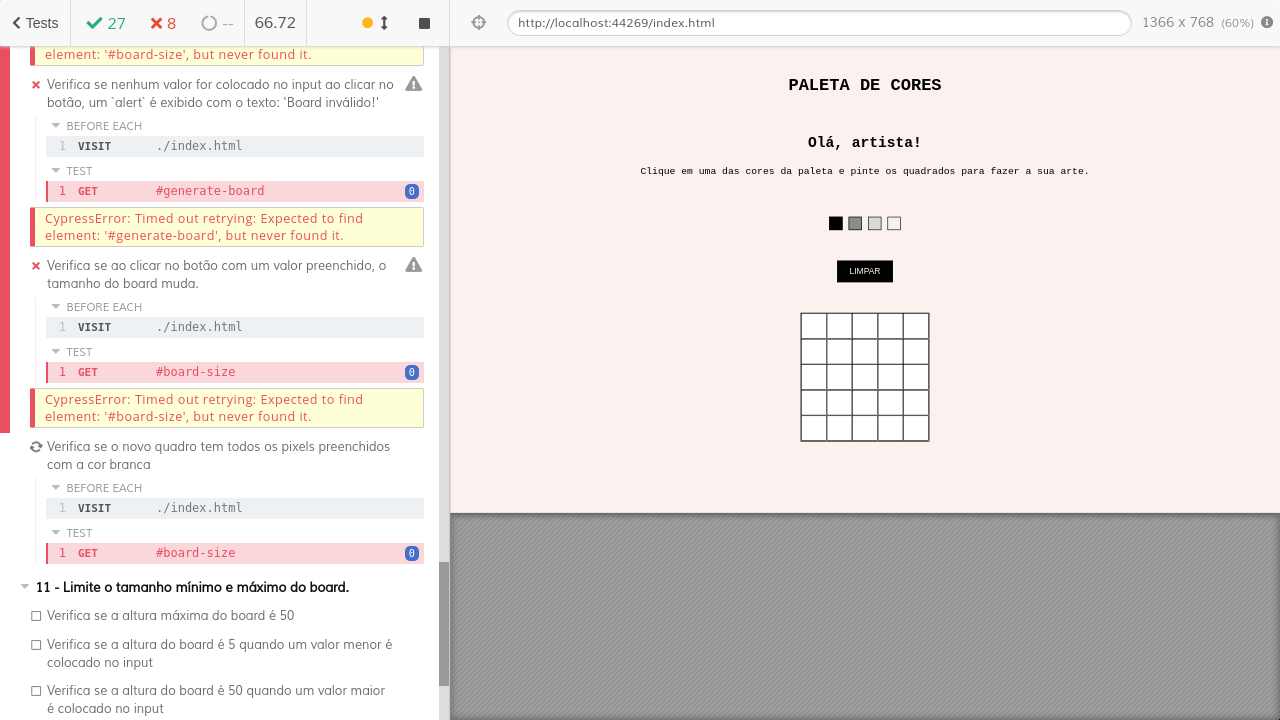 Tests
27
8
--
66.72
http://localhost:44269/index.html
1366 x 768 (60%)
element: '#board-size', but never found it.
Verifica se nenhum valor for colocado no input ao clicar no
botão, um `alert` é exibido com o texto: 'Board inválido!'
BEFORE EACH
1 VISIT ./index.html
TEST
1 GET #generate-board 0
CypressError: Timed out retrying: Expected to find
element: '#generate-board', but never found it.
Verifica se ao clicar no botão com um valor preenchido, o
tamanho do board muda.
BEFORE EACH
1 VISIT ./index.html
TEST
1 GET #board-size 0
CypressError: Timed out retrying: Expected to find
element: '#board-size', but never found it.
Verifica se o novo quadro tem todos os pixels preenchidos
com a cor branca
BEFORE EACH
1 VISIT ./index.html
TEST
1 GET #board-size 0
11 - Limite o tamanho mínimo e máximo do board.
Verifica se a altura máxima do board é 50
Verifica se a altura do board é 5 quando um valor menor é
colocado no input
Verifica se a altura do board é 50 quando um valor maior
é colocado no input
PALETA DE CORES
Olá, artista!
Clique em uma das cores da paleta e pinte os quadrados para fazer a sua arte.
LIMPAR